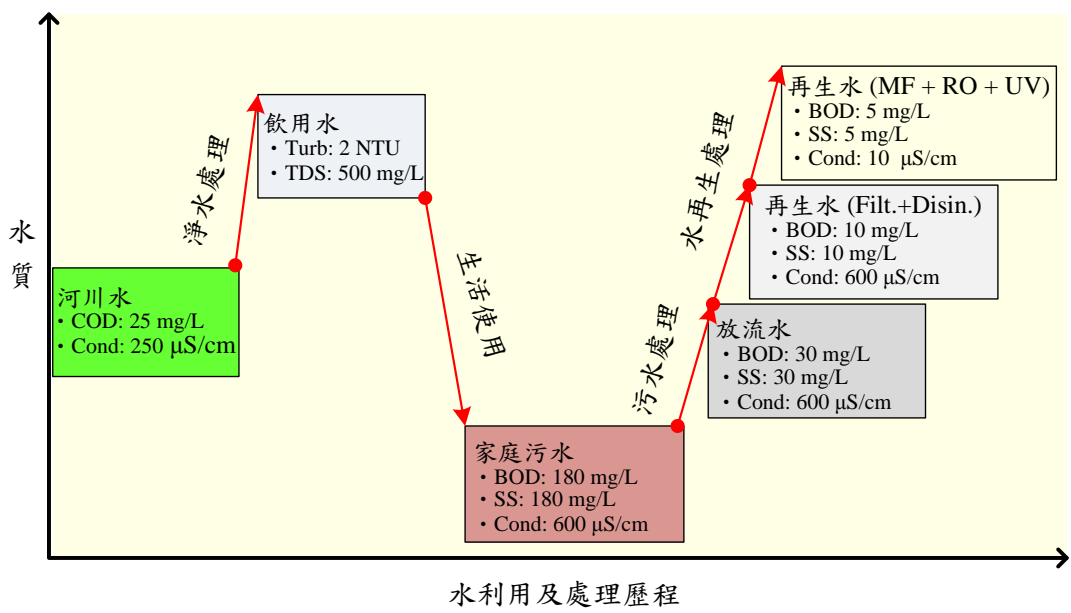 水
質
河川水
・COD: 25 mg/L
・Cond: 250 μS/cm
淨水處理
飲用水
・Turb: 2 NTU
・TDS: 500 mg/L
生活使用
家庭污水
・BOD: 180 mg/L
・SS: 180 mg/L
・Cond: 600 μS/cm
污水處理
放流水
・BOD: 30 mg/L
・SS: 30 mg/L
・Cond: 600 μS/cm
水再生處理
再生水 (Filt.+Disin.)
・BOD: 10 mg/L
・SS: 10 mg/L
・Cond: 600 μS/cm
再生水 (MF + RO + UV)
・BOD: 5 mg/L
・SS: 5 mg/L
・Cond: 10 μS/cm
水利用及處理歷程